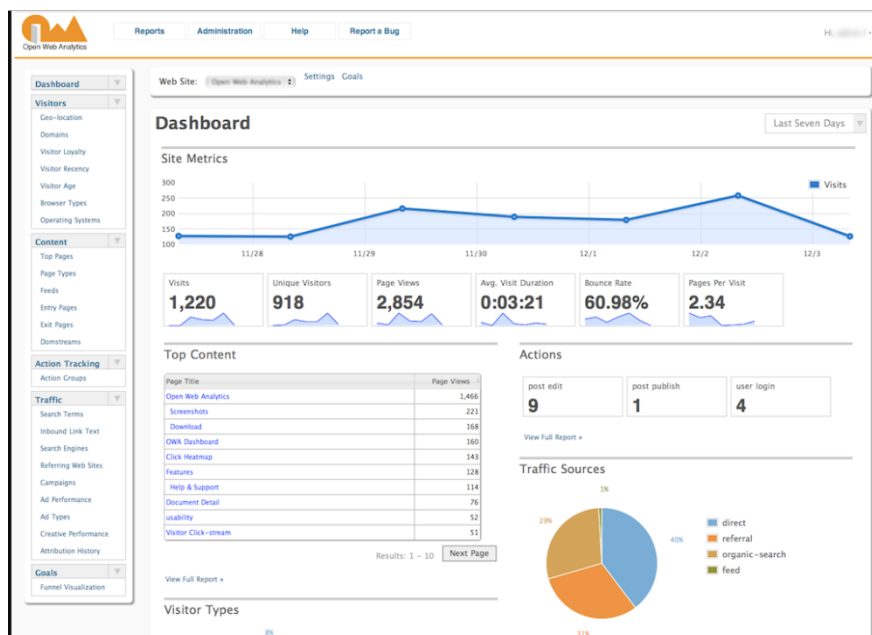 OWA
Open Web Analytics
Reports Administration Help Report a Bug
Web Site: Open Web Analytics Settings Goals
Dashboard
Visitors
Geo-location
Domains
Visitor Loyalty
Visitor Recency
Visitor Age
Browser Types
Operating Systems
Content
Top Pages
Page Types
Feeds
Entry Pages
Exit Pages
Domstreams
Action Tracking
Action Groups
Traffic
Search Terms
Inbound Link Text
Search Engines
Referring Web Sites
Campaigns
Ad Performance
Ad Types
Creative Performance
Attribution History
Goals
Funnel Visualization
Dashboard
Last Seven Days
Site Metrics
Visits
300
250
200
150
100
11/28 11/29 11/30 12/1 12/2 12/3
Visits Unique Visitors Page Views Avg. Visit Duration Bounce Rate Pages Per Visit
1,220 918 2,854 0:03:21 60.98% 2.34
Top Content
Page Title Page Views
Open Web Analytics 1,466
Screenshots 221
Download 168
OWA Dashboard 160
Click Heatmap 143
Features 128
Help & Support 114
Document Detail 76
usability 52
Visitor Click-stream 51
Results: 1 - 10 Next Page
View Full Report »
Visitor Types
8%
Actions
post edit post publish user login
9 1 4
View Full Report »
Traffic Sources
1%
29%
40%
31%
direct
referral
organic-search
feed